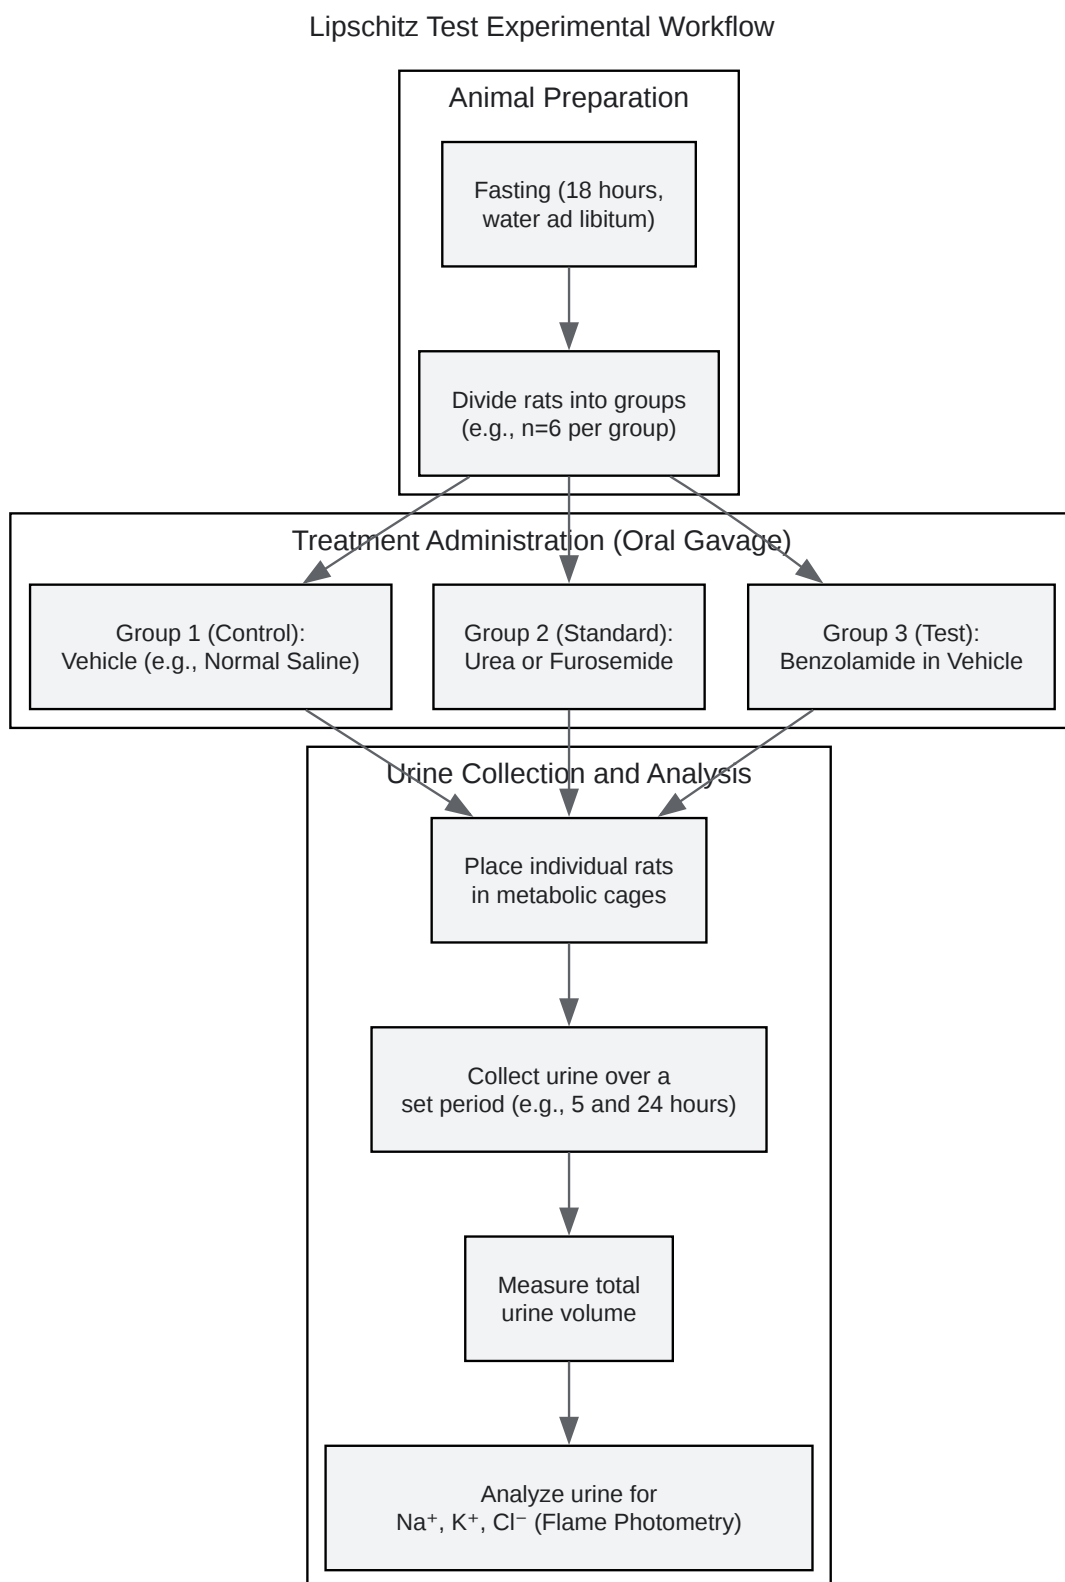 Lipschitz Test Experimental Workflow
Animal Preparation
Fasting (18 hours,
water ad libitum)
Divide rats into groups
(e.g., n=6 per group)
Treatment Administration (Oral Gavage)
Group 1 (Control):
Vehicle (e.g., Normal Saline)
Group 2 (Standard):
Urea or Furosemide
Group 3 (Test):
Benzolamide in Vehicle
Urine Collection and Analysis
Place individual rats
in metabolic cages
Collect urine over a
set period (e.g., 5 and 24 hours)
Measure total
urine volume
Analyze urine for
Na⁺, K⁺, Cl⁻ (Flame Photometry)